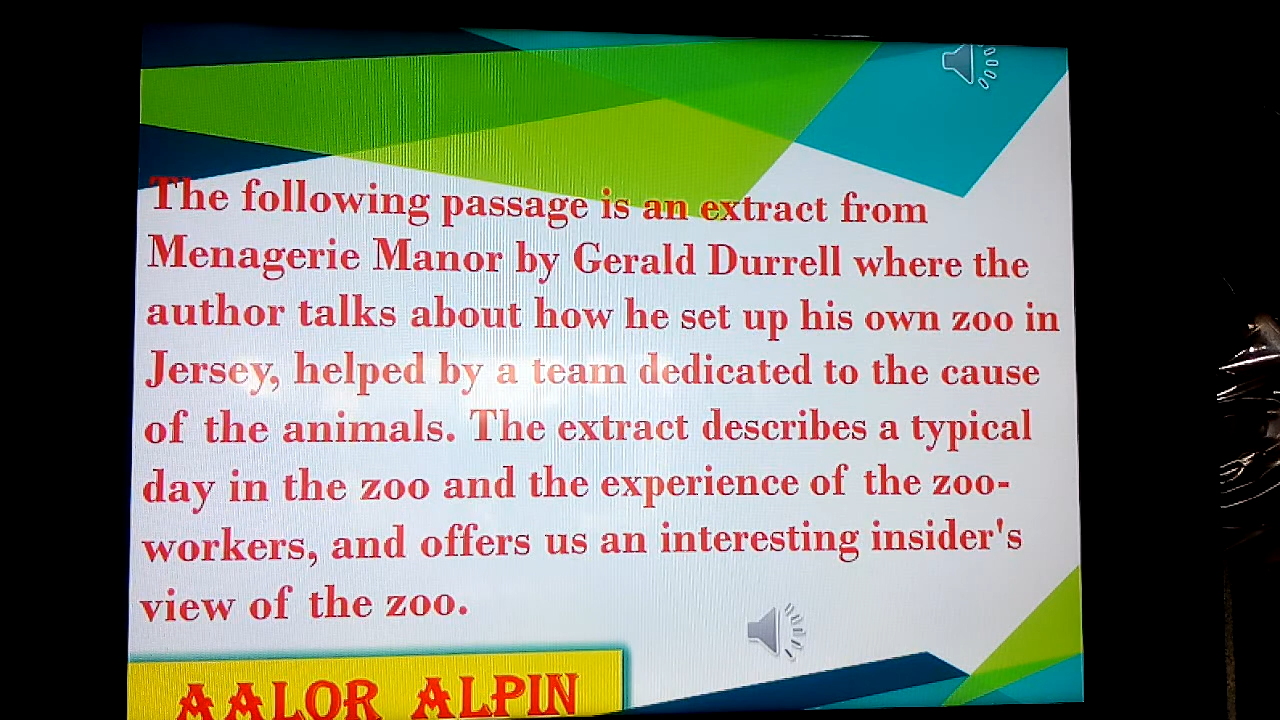 The following passage is an extract from
Menagerie Manor by Gerald Durrell where the
author talks about how he set up his own zoo in
Jersey, helped by a team dedicated to the cause
of the animals. The extract describes a typical
day in the zoo and the experience of the zoo-
workers, and offers us an interesting insider's
view of the zoo.
AALOR ALPIN